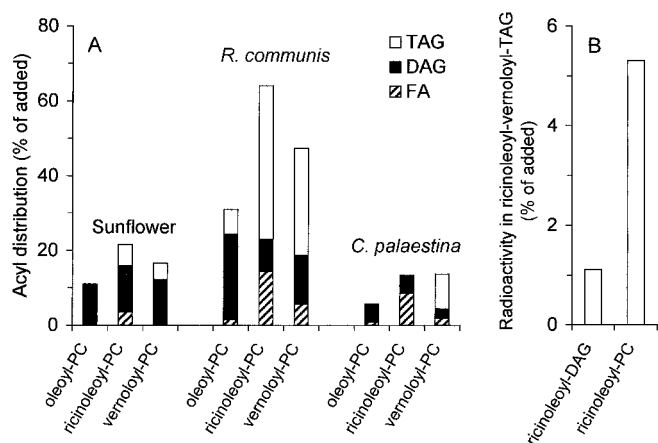 A
Acyl distribution (% of added)
80
60
40
20
0
R. communis
Sunflower
C. palaestina
TAG
DAG
FA
oleoyl-PC
ricinoleoyl-PC
vernoloyl-PC
oleoyl-PC
ricinoleoyl-PC
vernoloyl-PC
oleoyl-PC
ricinoleoyl-PC
vernoloyl-PC
B
Radioactivity in ricinoleoyl-vernoloyl-TAG
(% of added)
6
4
2
0
ricinoleoyl-DAG
ricinoleoyl-PC